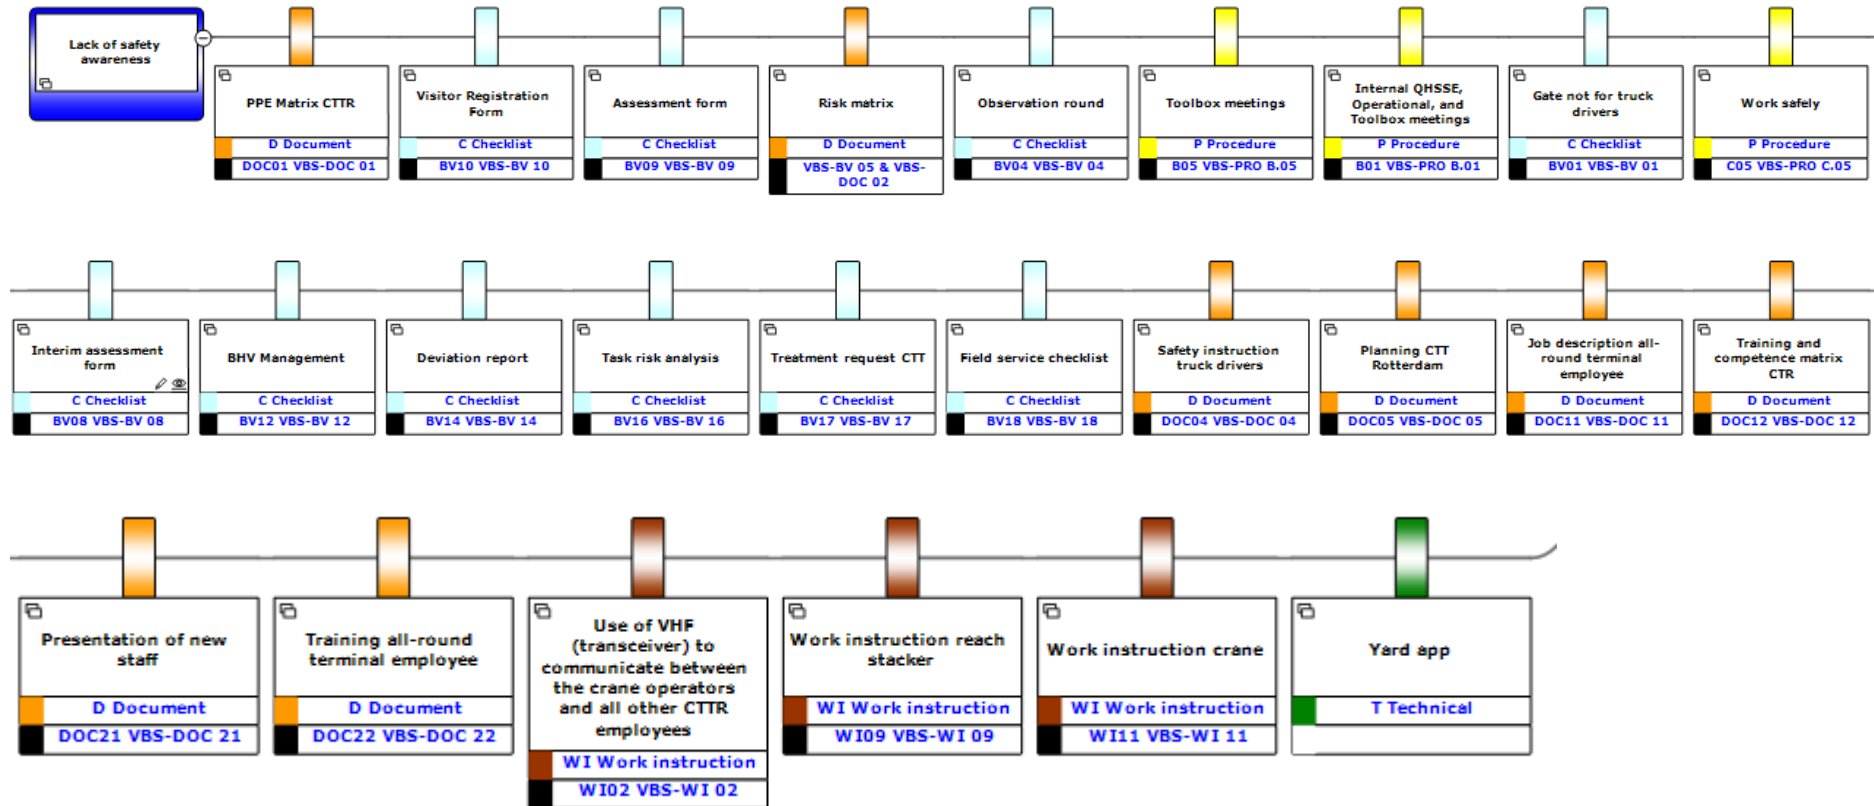 Lack of safety
awareness
PPE Matrix CTTR
D Document
DOC01 VBS-DOC 01
Visitor Registration
Form
C Checklist
BV10 VBS-BV 10
Assessment form
C Checklist
BV09 VBS-BV 09
Risk matrix
D Document
VBS-BV 05 & VBS-
DOC 02
Observation round
C Checklist
BV04 VBS-BV 04
Toolbox meetings
P Procedure
B05 VBS-PRO B.05
Internal QHSSE,
Operational, and
Toolbox meetings
P Procedure
B01 VBS-PRO B.01
Gate not for truck
drivers
C Checklist
BV01 VBS-BV 01
Work safely
P Procedure
C05 VBS-PRO C.05
Interim assessment
form
C Checklist
BV08 VBS-BV 08
BHV Management
C Checklist
BV12 VBS-BV 12
Deviation report
C Checklist
BV14 VBS-BV 14
Task risk analysis
C Checklist
BV16 VBS-BV 16
Treatment request CTT
C Checklist
BV17 VBS-BV 17
Field service checklist
C Checklist
BV18 VBS-BV 18
Safety instruction
truck drivers
D Document
DOC04 VBS-DOC 04
Planning CTT
Rotterdam
D Document
DOC05 VBS-DOC 05
Job description all-
round terminal
employee
D Document
DOC11 VBS-DOC 11
Training and
competence matrix
CTR
D Document
DOC12 VBS-DOC 12
Presentation of new
staff
D Document
DOC21 VBS-DOC 21
Training all-round
terminal employee
D Document
DOC22 VBS-DOC 22
Use of VHF
(transceiver) to
communicate between
the crane operators
and all other CTTR
employees
WI Work instruction
WI02 VBS-WI 02
Work instruction reach
stacker
WI Work instruction
WI09 VBS-WI 09
Work instruction crane
WI Work instruction
WI11 VBS-WI 11
Yard app
T Technical